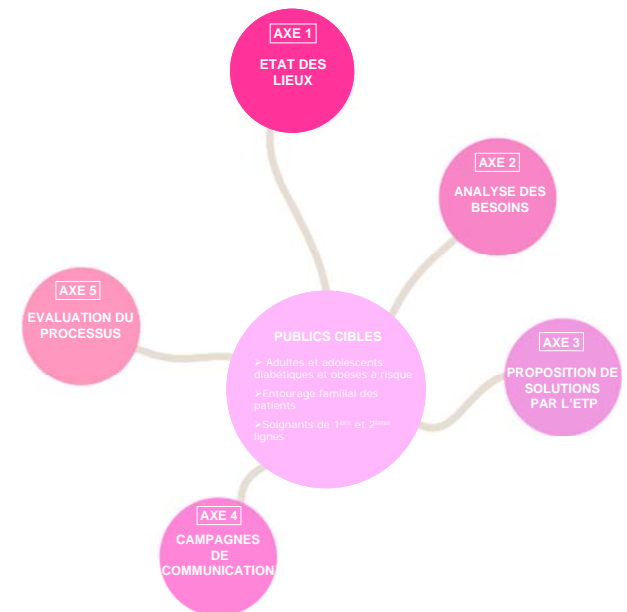 AXE 1
ETAT DES
LIEUX
AXE 2
ANALYSE DES
BESOINS
AXE 5
EVALUATION DU
PROCESSUS
PUBLICS CIBLES
➢ Adultes et adolescents
diabétiques et obèses à risque
➢Entourage familial des
patients
➢Soignants de 1ère et 2ème
lignes
AXE 3
PROPOSITION DE
SOLUTIONS
PAR L'ETP
AXE 4
CAMPAGNES
DE
COMMUNICATION